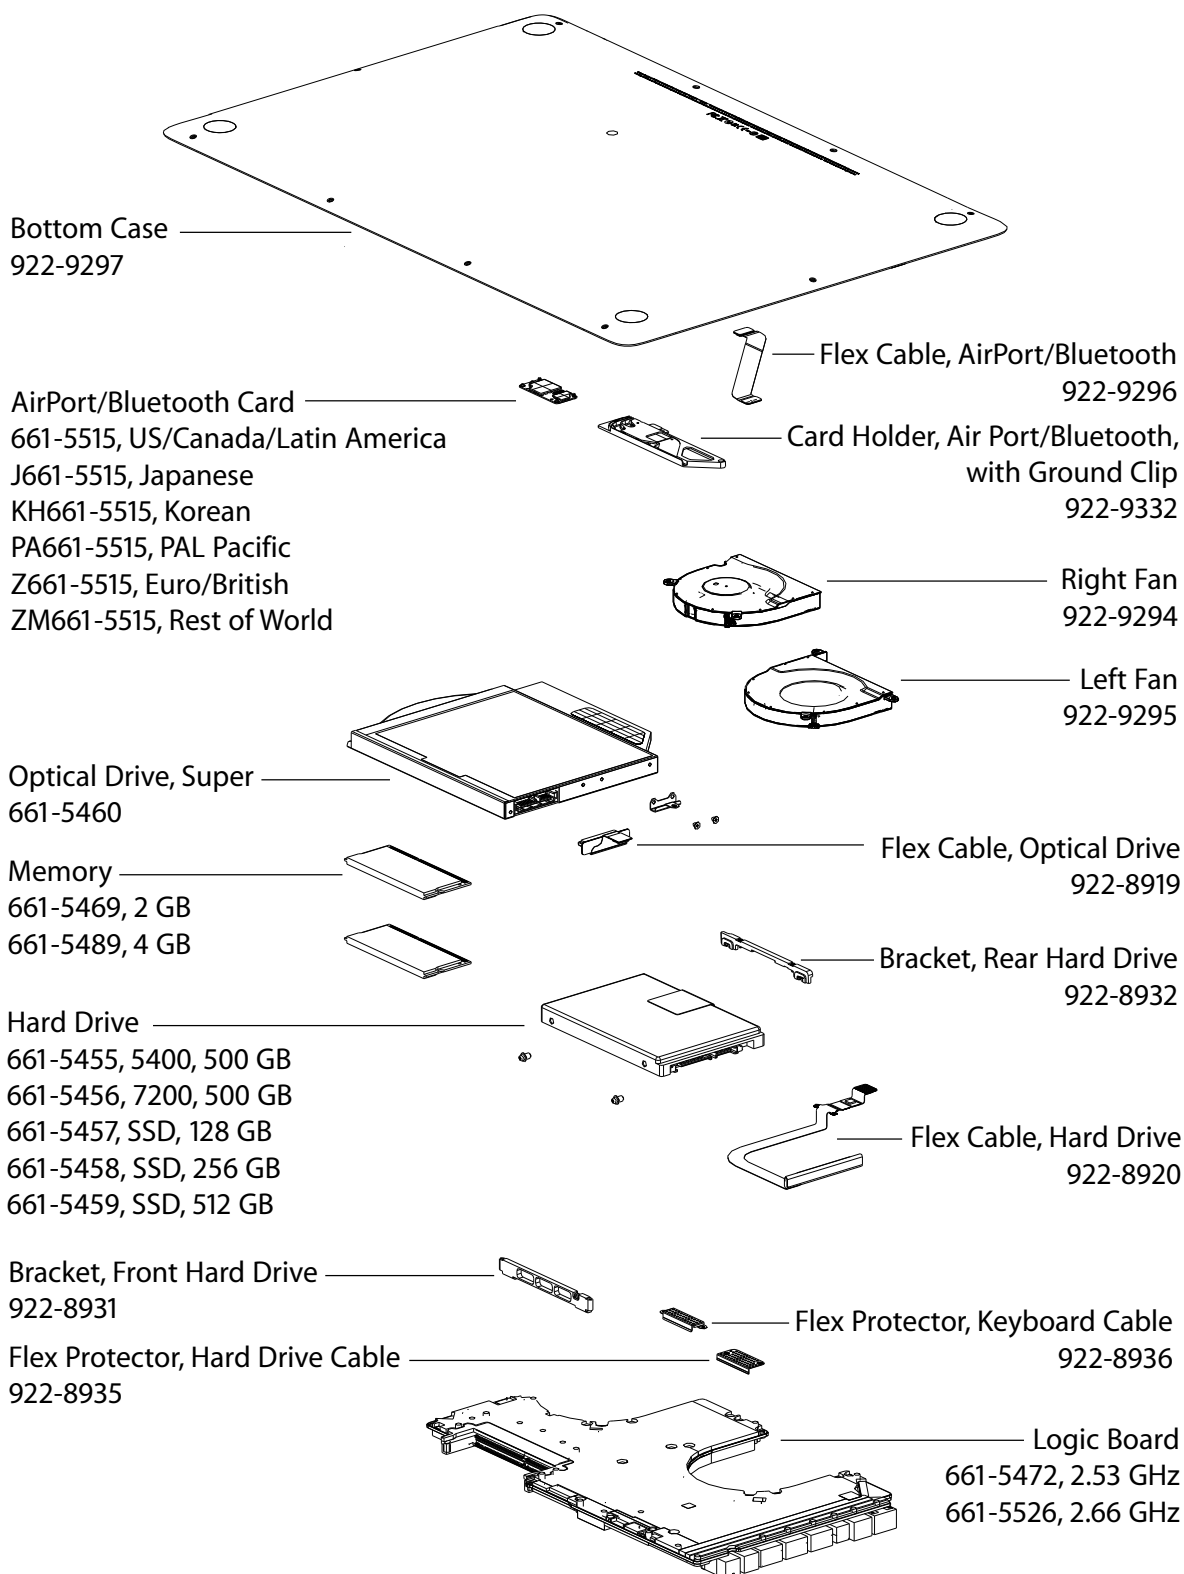 Bottom Case
922-9297
Flex Cable, AirPort/Bluetooth
922-9296
AirPort/Bluetooth Card
661-5515, US/Canada/Latin America
J661-5515, Japanese
KH661-5515, Korean
PA661-5515, PAL Pacific
Z661-5515, Euro/British
ZM661-5515, Rest of World
Card Holder, Air Port/Bluetooth,
with Ground Clip
922-9332
Right Fan
922-9294
Left Fan
922-9295
Optical Drive, Super
661-5460
Flex Cable, Optical Drive
922-8919
Memory
661-5469, 2 GB
661-5489, 4 GB
Bracket, Rear Hard Drive
922-8932
Hard Drive
661-5455, 5400, 500 GB
661-5456, 7200, 500 GB
661-5457, SSD, 128 GB
661-5458, SSD, 256 GB
661-5459, SSD, 512 GB
Flex Cable, Hard Drive
922-8920
Bracket, Front Hard Drive
922-8931
Flex Protector, Keyboard Cable
922-8936
Flex Protector, Hard Drive Cable
922-8935
Logic Board
661-5472, 2.53 GHz
661-5526, 2.66 GHz